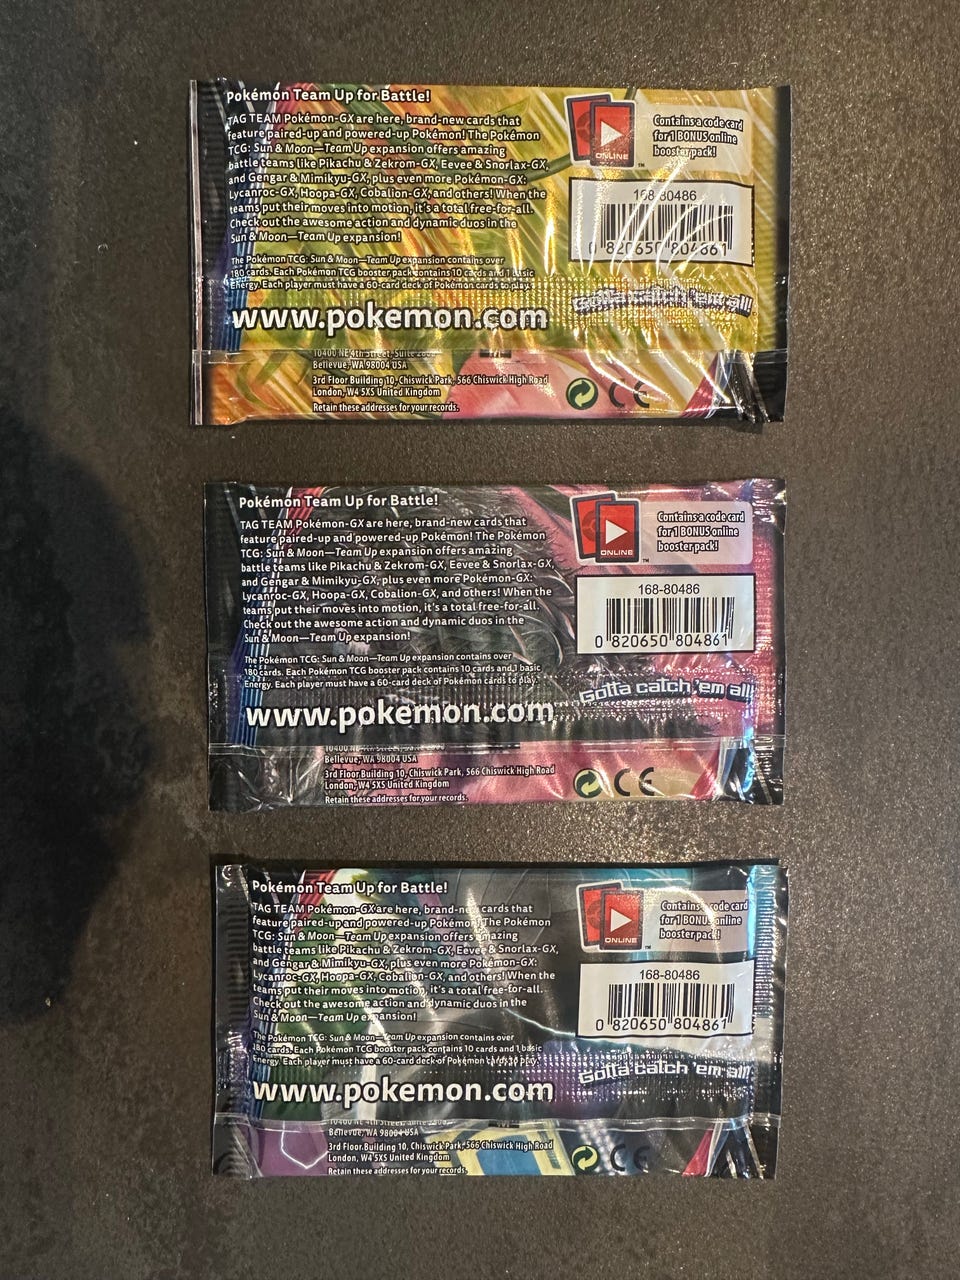 Pokémon Team Up for Battle!
TAG TEAM Pokémon-GX are here, brand-new cards that
feature paired-up and powered-up Pokémon! The Pokémon
TCG: Sun & Moon—Team Up expansion offers amazing
battle teams like Pikachu & Zekrom-GX, Eevee & Snorlax-GX,
and Gengar & Mimikyu-GX, plus even more Pokémon-GX:
Lycanroc-GX, Hoopa-GX, Cobalion-GX, and others! When the
teams put their moves into motion, it's a total free-for-all.
Check out the awesome action and dynamic duos in the
Sun & Moon—Team Up expansion!
The Pokémon TCG: Sun & Moon—Team Up expansion contains over
180 cards. Each Pokémon TCG booster pack contains 10 cards and 1 basic
Energy. Each player must have a 60-card deck of Pokémon cards to play.
www.pokemon.com
ONLINE
™
Contains a code card
for 1 BONUS online
booster pack!
168-80486
0 820650 804861
Gotta catch 'em all!
10400 NE 4th Street, Suite 2800
Bellevue, WA 98004 USA
3rd Floor Building 10, Chiswick Park, 566 Chiswick High Road
London, W4 5XS United Kingdom
Retain these addresses for your records.
CE
Pokémon Team Up for Battle!
TAG TEAM Pokémon-GX are here, brand-new cards that
feature paired-up and powered-up Pokémon! The Pokémon
TCG: Sun & Moon—Team Up expansion offers amazing
battle teams like Pikachu & Zekrom-GX, Eevee & Snorlax-GX,
and Gengar & Mimikyu-GX, plus even more Pokémon-GX:
Lycanroc-GX, Hoopa-GX, Cobalion-GX, and others! When the
teams put their moves into motion, it's a total free-for-all.
Check out the awesome action and dynamic duos in the
Sun & Moon—Team Up expansion!
The Pokémon TCG: Sun & Moon—Team Up expansion contains over
180 cards. Each Pokémon TCG booster pack contains 10 cards and 1 basic
Energy. Each player must have a 60-card deck of Pokémon cards to play.
www.pokemon.com
ONLINE
™
Contains a code card
for 1 BONUS online
booster pack!
168-80486
0 820650 804861
Gotta catch 'em all!
10400 NE 4th Street, Suite 2800
Bellevue, WA 98004 USA
3rd Floor Building 10, Chiswick Park, 566 Chiswick High Road
London, W4 5XS United Kingdom
Retain these addresses for your records.
CE
Pokémon Team Up for Battle!
TAG TEAM Pokémon-GX are here, brand-new cards that
feature paired-up and powered-up Pokémon! The Pokémon
TCG: Sun & Moon—Team Up expansion offers amazing
battle teams like Pikachu & Zekrom-GX, Eevee & Snorlax-GX,
and Gengar & Mimikyu-GX, plus even more Pokémon-GX:
Lycanroc-GX, Hoopa-GX, Cobalion-GX, and others! When the
teams put their moves into motion, it's a total free-for-all.
Check out the awesome action and dynamic duos in the
Sun & Moon—Team Up expansion!
The Pokémon TCG: Sun & Moon—Team Up expansion contains over
180 cards. Each Pokémon TCG booster pack contains 10 cards and 1 basic
Energy. Each player must have a 60-card deck of Pokémon cards to play.
www.pokemon.com
ONLINE
™
Contains a code card
for 1 BONUS online
booster pack!
168-80486
0 820650 804861
Gotta catch 'em all!
10400 NE 4th Street, Suite 2800
Bellevue, WA 98004 USA
3rd Floor Building 10, Chiswick Park, 566 Chiswick High Road
London, W4 5XS United Kingdom
Retain these addresses for your records.
CE